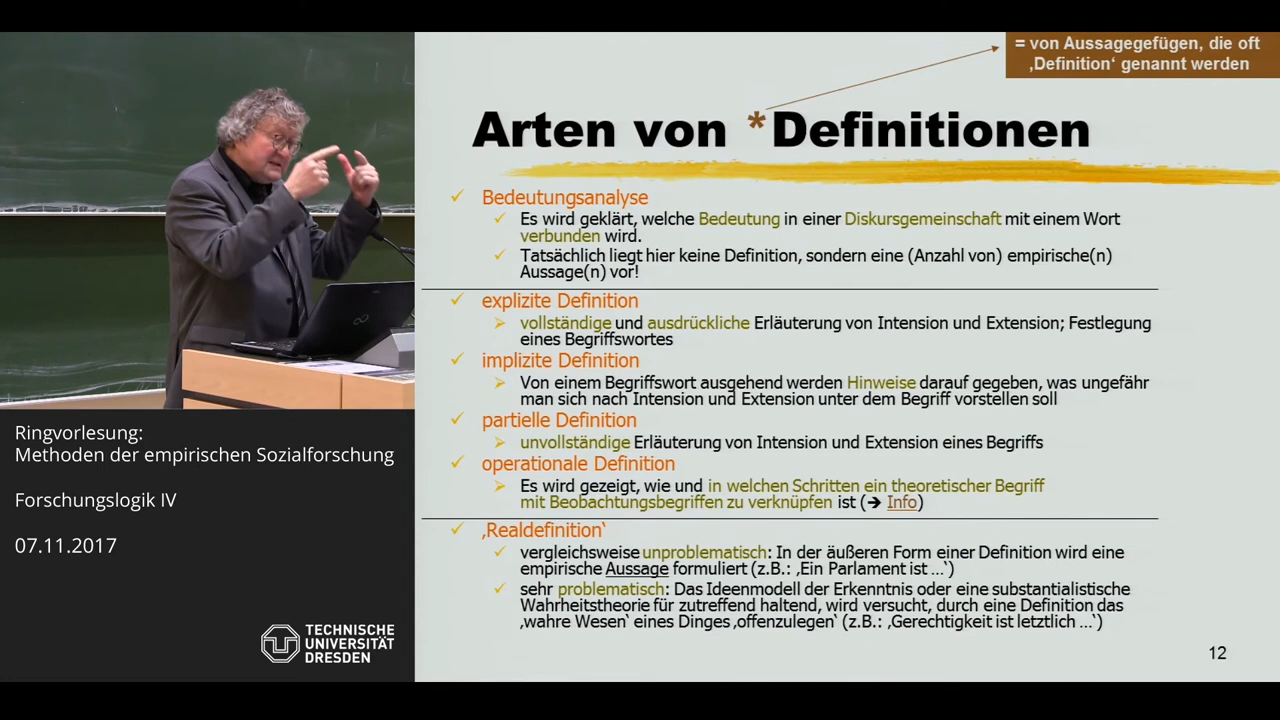 = von Aussagegefügen, die oft
‚Definition‘ genannt werden
Arten von *Definitionen
Bedeutungsanalyse
Es wird geklärt, welche Bedeutung in einer Diskursgemeinschaft mit einem Wort
verbunden wird.
Tatsächlich liegt hier keine Definition, sondern eine (Anzahl von) empirische(n)
Aussage(n) vor!
explizite Definition
vollständige und ausdrückliche Erläuterung von Intension und Extension; Festlegung
eines Begriffswortes
implizite Definition
Von einem Begriffswort ausgehend werden Hinweise darauf gegeben, was ungefähr
man sich nach Intension und Extension unter dem Begriff vorstellen soll
partielle Definition
unvollständige Erläuterung von Intension und Extension eines Begriffs
operationale Definition
Es wird gezeigt, wie und in welchen Schritten ein theoretischer Begriff
mit Beobachtungsbegriffen zu verknüpfen ist (➔ Info)
‚Realdefinition‘
vergleichsweise unproblematisch: In der äußeren Form einer Definition wird eine
empirische Aussage formuliert (z.B.: ‚Ein Parlament ist ...‘)
sehr problematisch: Das Ideenmodell der Erkenntnis oder eine substantialistische
Wahrheitstheorie für zutreffend haltend, wird versucht, durch eine Definition das
‚wahre Wesen‘ eines Dinges ‚offenzulegen‘ (z.B.: ‚Gerechtigkeit ist letztlich ...‘)
12
Ringvorlesung:
Methoden der empirischen Sozialforschung
Forschungslogik IV
07.11.2017
TECHNISCHE
UNIVERSITÄT
DRESDEN